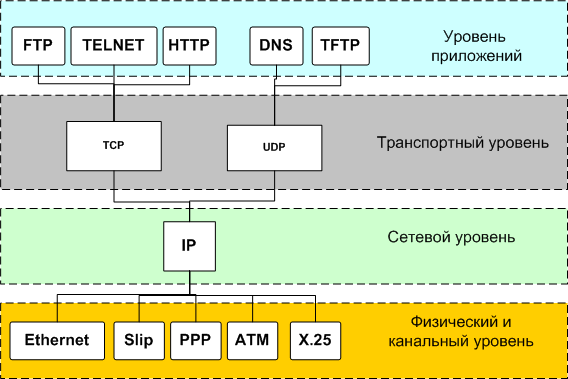 FTP TELNET HTTP DNS TFTP
Уровень
приложений
TCP UDP
Транспортный уровень
IP
Сетевой уровень
Физический и
канальный уровень
Ethernet Slip PPP ATM X.25